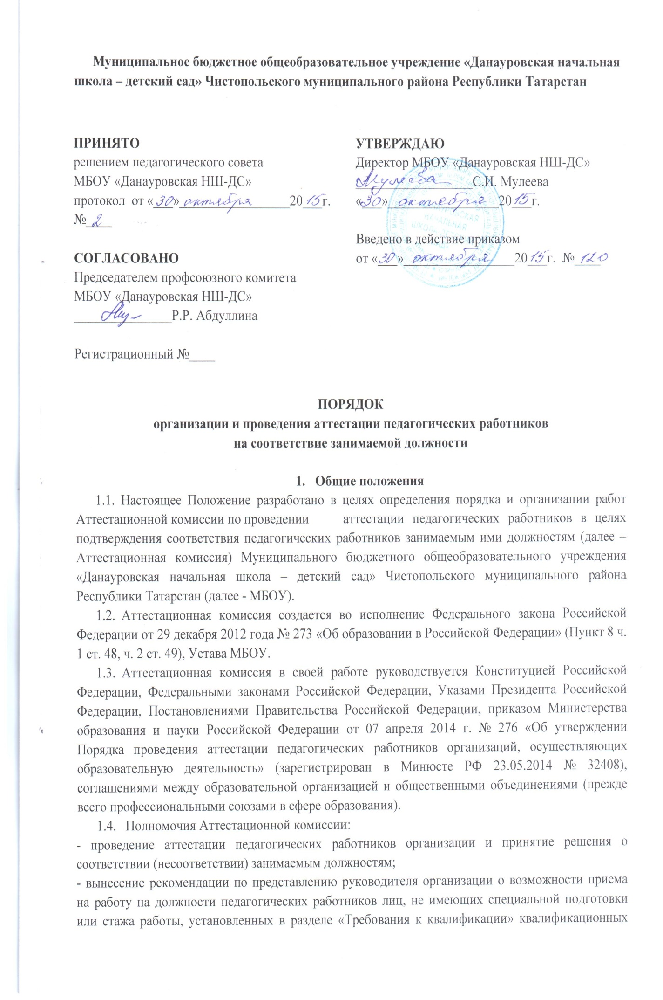 Муниципальное бюджетное общеобразовательное учреждение «Данауровская начальная
школа – детский сад» Чистопольского муниципального района Республики Татарстан
ПРИНЯТО
решением педагогического совета
МБОУ «Данауровская НШ-ДС»
протокол от «30» октября 2015г.
№ 2
СОГЛАСОВАНО
Председателем профсоюзного комитета
МБОУ «Данауровская НШ-ДС»
Р.Р. Абдуллина
Регистрационный №____
УТВЕРЖДАЮ
Директор МБОУ «Данауровская НШ-ДС»
Мулеева С.И. Мулеева
«30» октября 2015г.
Введено в действие приказом
от «30» октября 2015г. № 120
НАЧАЛЬНАЯ
ПОРЯДОК
организации и проведения аттестации педагогических работников
на соответствие занимаемой должности
1. Общие положения
1.1. Настоящее Положение разработано в целях определения порядка и организации работ
Аттестационной комиссии по проведении аттестации педагогических работников в целях
подтверждения соответствия педагогических работников занимаемым ими должностям (далее –
Аттестационная комиссия) Муниципального бюджетного общеобразовательного учреждения
«Данауровская начальная школа – детский сад» Чистопольского муниципального района
Республики Татарстан (далее - МБОУ).
1.2. Аттестационная комиссия создается во исполнение Федерального закона Российской
Федерации от 29 декабря 2012 года № 273 «Об образовании в Российской Федерации» (Пункт 8 ч.
1 ст. 48, ч. 2 ст. 49), Устава МБОУ.
1.3. Аттестационная комиссия в своей работе руководствуется Конституцией Российской
Федерации, Федеральными законами Российской Федерации, Указами Президента Российской
Федерации, Постановлениями Правительства Российской Федерации, приказом Министерства
образования и науки Российской Федерации от 07 апреля 2014 г. № 276 «Об утверждении
Порядка проведения аттестации педагогических работников организаций, осуществляющих
образовательную деятельность» (зарегистрирован в Минюсте РФ 23.05.2014 № 32408),
соглашениями между образовательной организацией и общественными объединениями (прежде
всего профессиональными союзами в сфере образования).
1.4. Полномочия Аттестационной комиссии:
- проведение аттестации педагогических работников организации и принятие решения о
соответствии (несоответствии) занимаемым должностям;
- вынесение рекомендации по представлению руководителя организации о возможности приема
на работу на должности педагогических работников лиц, не имеющих специальной подготовки
или стажа работы, установленных в разделе «Требования к квалификации» квалификационных